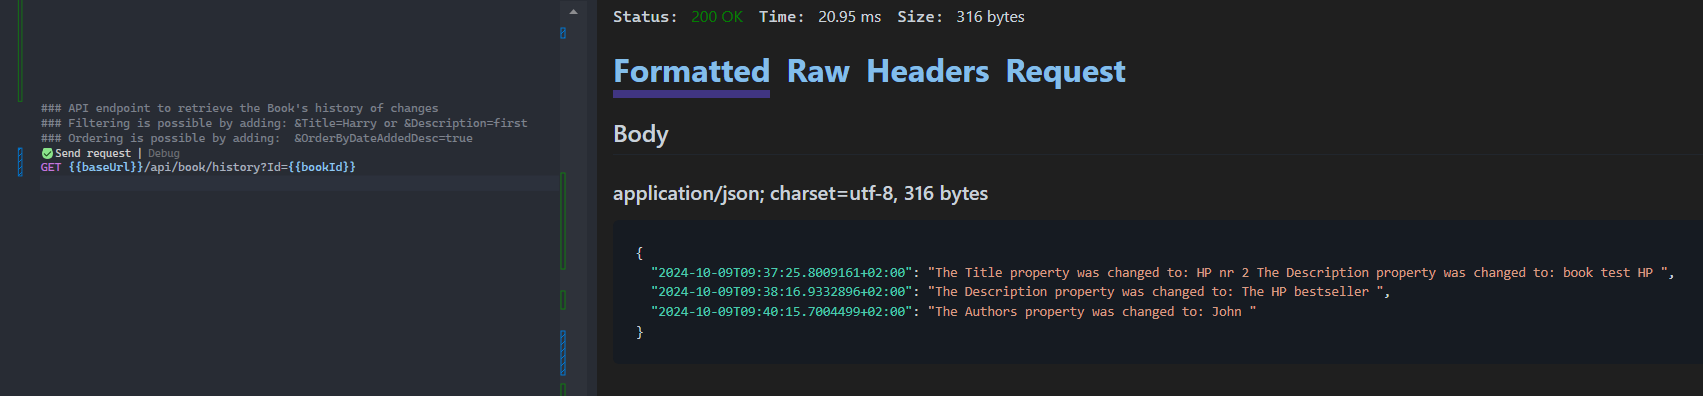 ### API endpoint to retrieve the Book's history of changes
### Filtering is possible by adding: &Title=Harry or &Description=first
### Ordering is possible by adding:  &OrderByDateAddedDesc=true
Send request | Debug
GET {{baseUrl}}/api/book/history?Id={{bookId}}
Status: 200 OK Time: 20.95 ms Size: 316 bytes
Formatted Raw Headers Request
Body
application/json; charset=utf-8, 316 bytes
{
"2024-10-09T09:37:25.8009161+02:00": "The Title property was changed to: HP nr 2 The Description property was changed to: book test HP ",
"2024-10-09T09:38:16.9332896+02:00": "The Description property was changed to: The HP bestseller ",
"2024-10-09T09:40:15.7004499+02:00": "The Authors property was changed to: John "
}